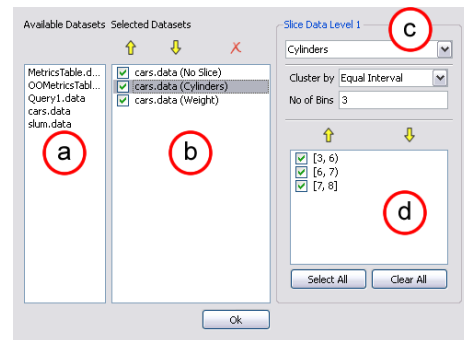 Available Datasets
Selected Datasets
MetricsTable.d...
OOMetricsTabl...
Query1.data
cars.data
slum.data
a
cars.data (No Slice)
cars.data (Cylinders)
cars.data (Weight)
b
Slice Data Level 1
c
Cylinders
Cluster by Equal Interval
No of Bins 3
[3, 6)
[6, 7)
[7, 8]
d
Select All
Clear All
Ok